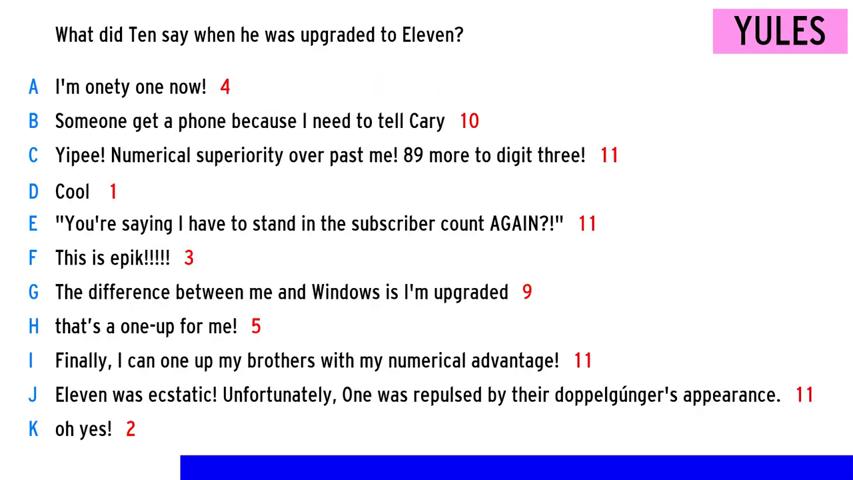 What did Ten say when he was upgraded to Eleven?
YULES
A I'm onety one now! 4
B Someone get a phone because I need to tell Cary 10
C Yipee! Numerical superiority over past me! 89 more to digit three! 11
D Cool 1
E "You're saying I have to stand in the subscriber count AGAIN?!" 11
F This is epik!!!!! 3
G The difference between me and Windows is I'm upgraded 9
H that’s a one-up for me! 5
I Finally, I can one up my brothers with my numerical advantage! 11
J Eleven was ecstatic! Unfortunately, One was repulsed by their doppelgúnger's appearance. 11
K oh yes! 2